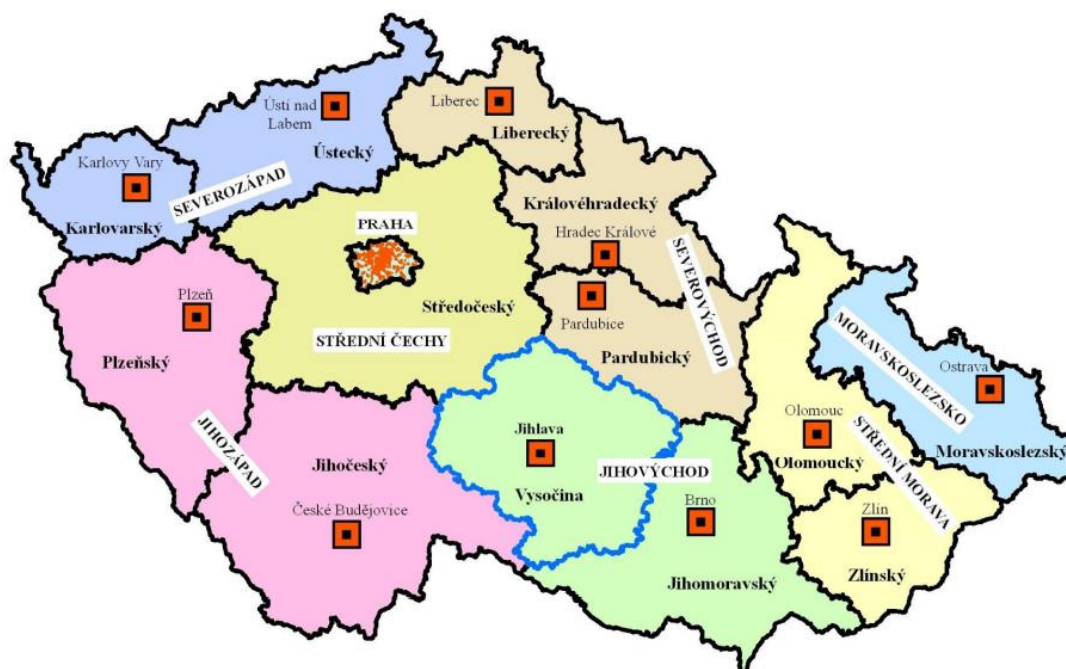 Ústí nad
Labem
Ústecký
Liberec
Liberecký
Karlovy Vary
Karlovarský
SEVEROZÁPAD
Královéhradecký
Hradec Králové
PRAHA
Středočeský
STŘEDNÍ ČECHY
SEVEROVÝCHOD
Pardubice
Pardubický
Plzeň
Plzeňský
JIHOZÁPAD
Jihočeský
České Budějovice
Jihlava
Vysočina
JIHOVÝCHOD
Brno
Jihomoravský
MORAVSKOSLEZSKO
Ostrava
Moravskoslezský
Olomouc
Olomoucký
STŘEDNÍ MORAVA
Zlín
Zlínský